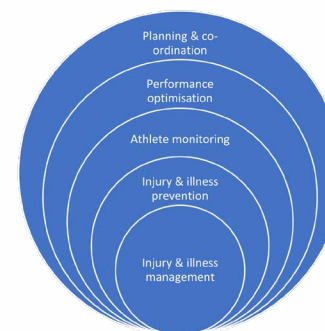 Planning & co-
ordination
Performance
optimisation
Athlete monitoring
Injury & illness
prevention
Injury & illness
management